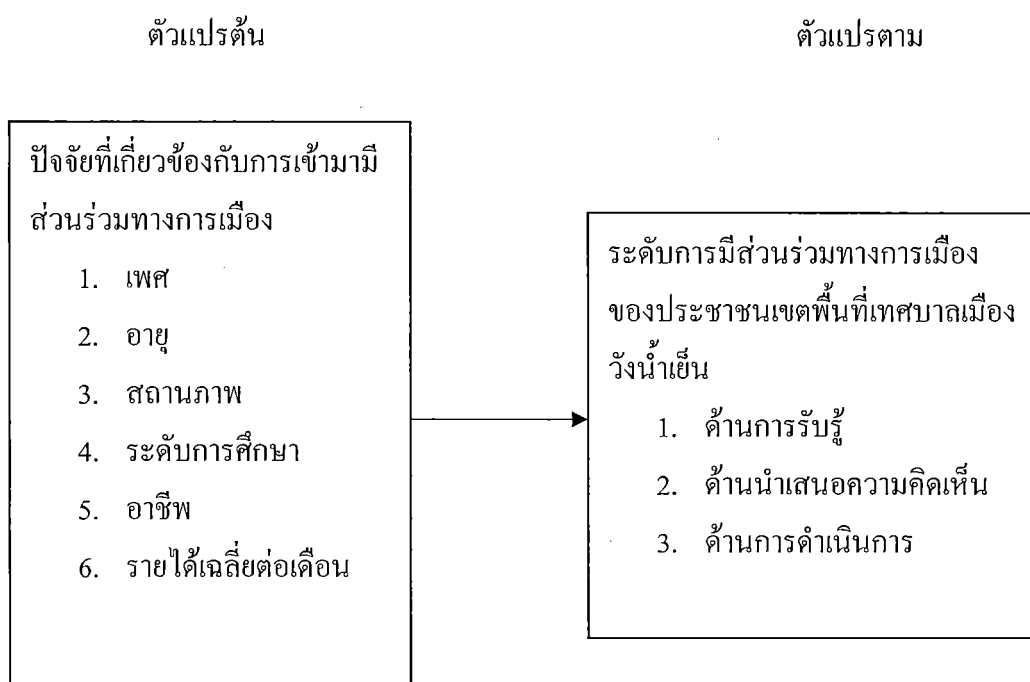 ตัวแปรต้น
ตัวแปรตาม
ปัจจัยที่เกี่ยวข้องกับการเข้ามามี
ส่วนร่วมทางการเมือง
1. เพศ
2. อายุ
3. สถานภาพ
4. ระดับการศึกษา
5. อาชีพ
6. รายได้เฉลี่ยต่อเดือน
ระดับการมีส่วนร่วมทางการเมือง
ของประชาชนเขตพื้นที่เทศบาลเมือง
วังน้ำเย็น
1. ด้านการรับรู้
2. ด้านนำเสนอความคิดเห็น
3. ด้านการดำเนินการ